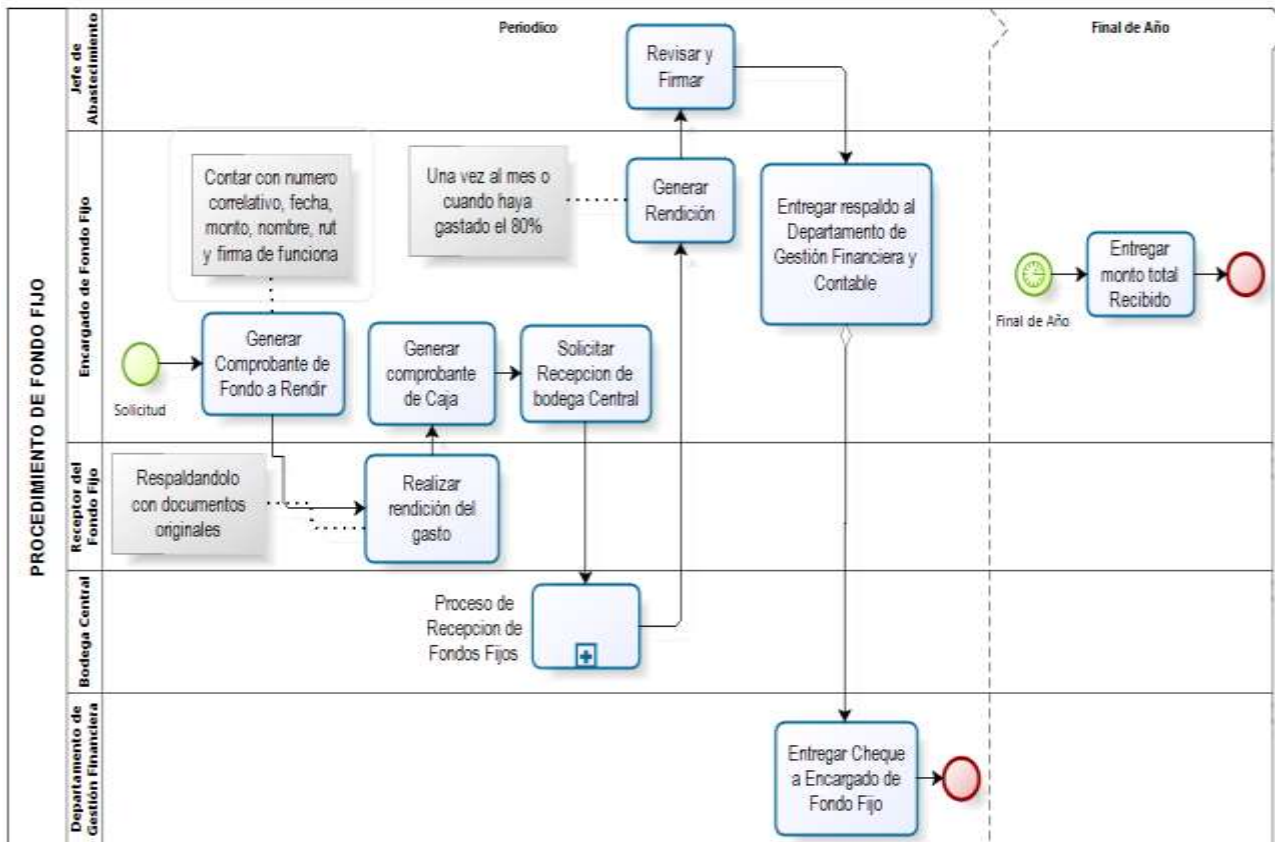 PROCEDIMIENTO DE FONDO FIJO
Periodico
Final de Año
Jefe de
Abastecimiento
Revisar y
Firmar
Encargado de Fondo Fijo
Contar con numero
correlativo, fecha,
monto, nombre, rut
y firma de funciona
Una vez al mes o
cuando haya
gastado el 80%
Generar
Rendición
Entregar respaldo al
Departamento de
Gestión Financiera y
Contable
Entregar
monto total
Recibido
Final de Año
Solicitud
Generar
Comprobante de
Fondo a Rendir
Generar
comprobante
de Caja
Solicitar
Recepcion de
bodega Central
Receptor del
Fondo Fijo
Respaldandolo
con documentos
originales
Realizar
rendición del
gasto
Bodega Central
Proceso de
Recepcion de
Fondos Fijos
Departamento de
Gestión Financiera
Entregar Cheque
a Encargado de
Fondo Fijo